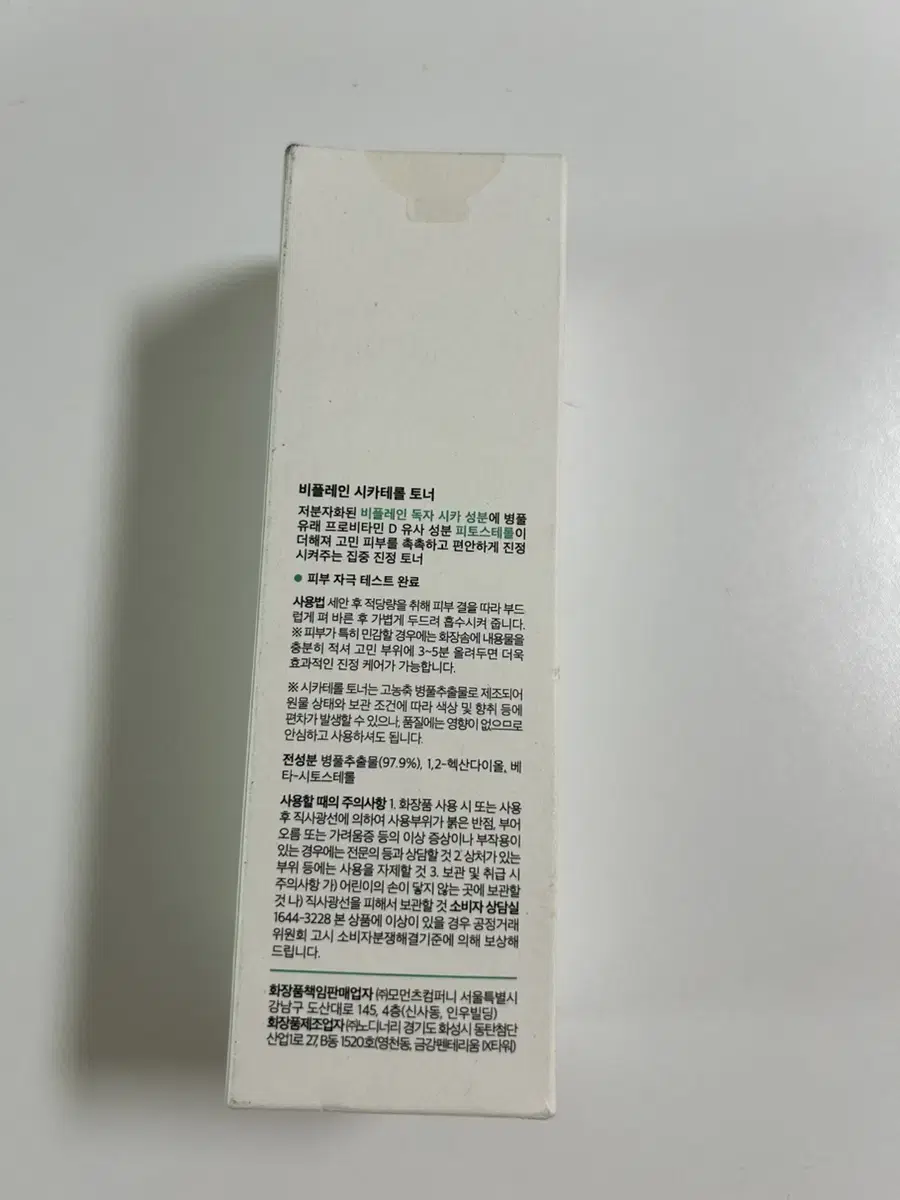 비플레인 시카테롤 토너
저분자화된 비플레인 독자 시카 성분에 병풀
유래 프로비타민 D 유사 성분 피토스테롤이
더해져 고민 피부를 촉촉하고 편안하게 진정
시켜주는 집중 진정 토너
● 피부 자극 테스트 완료
사용법 세안 후 적당량을 취해 피부 결을 따라 부드
럽게 펴 바른 후 가볍게 두드려 흡수시켜 줍니다.
※ 피부가 특히 민감할 경우에는 화장솜에 내용물을
충분히 적셔 고민 부위에 3~5분 올려두면 더욱
효과적인 진정 케어가 가능합니다.
※ 시카테롤 토너는 고농축 병풀추출물로 제조되어
원물 상태와 보관 조건에 따라 색상 및 향취 등에
편차가 발생할 수 있으나, 품질에는 영향이 없으므로
안심하고 사용하셔도 됩니다.
전성분 병풀추출물(97.9%), 1,2-헥산다이올, 베
타-시토스테롤
사용할 때의 주의사항 1. 화장품 사용 시 또는 사용
후 직사광선에 의하여 사용부위가 붉은 반점, 부어
오름 또는 가려움증 등의 이상 증상이나 부작용이
있는 경우에는 전문의 등과 상담할 것 2. 상처가 있는
부위 등에는 사용을 자제할 것 3. 보관 및 취급 시
주의사항 가) 어린이의 손이 닿지 않는 곳에 보관할
것 나) 직사광선을 피해서 보관할 것 소비자 상담실
1644-3228 본 상품에 이상이 있을 경우 공정거래
위원회 고시 소비자분쟁해결기준에 의해 보상해
드립니다.
화장품책임판매업자 ㈜모먼츠컴퍼니 서울특별시
강남구 도산대로 145, 4층(신사동, 인우빌딩)
화장품제조업자 ㈜노디너리 경기도 화성시 동탄첨단
산업1로 27, B동 1520호(영천동, 금강펜테리움 IX타워)